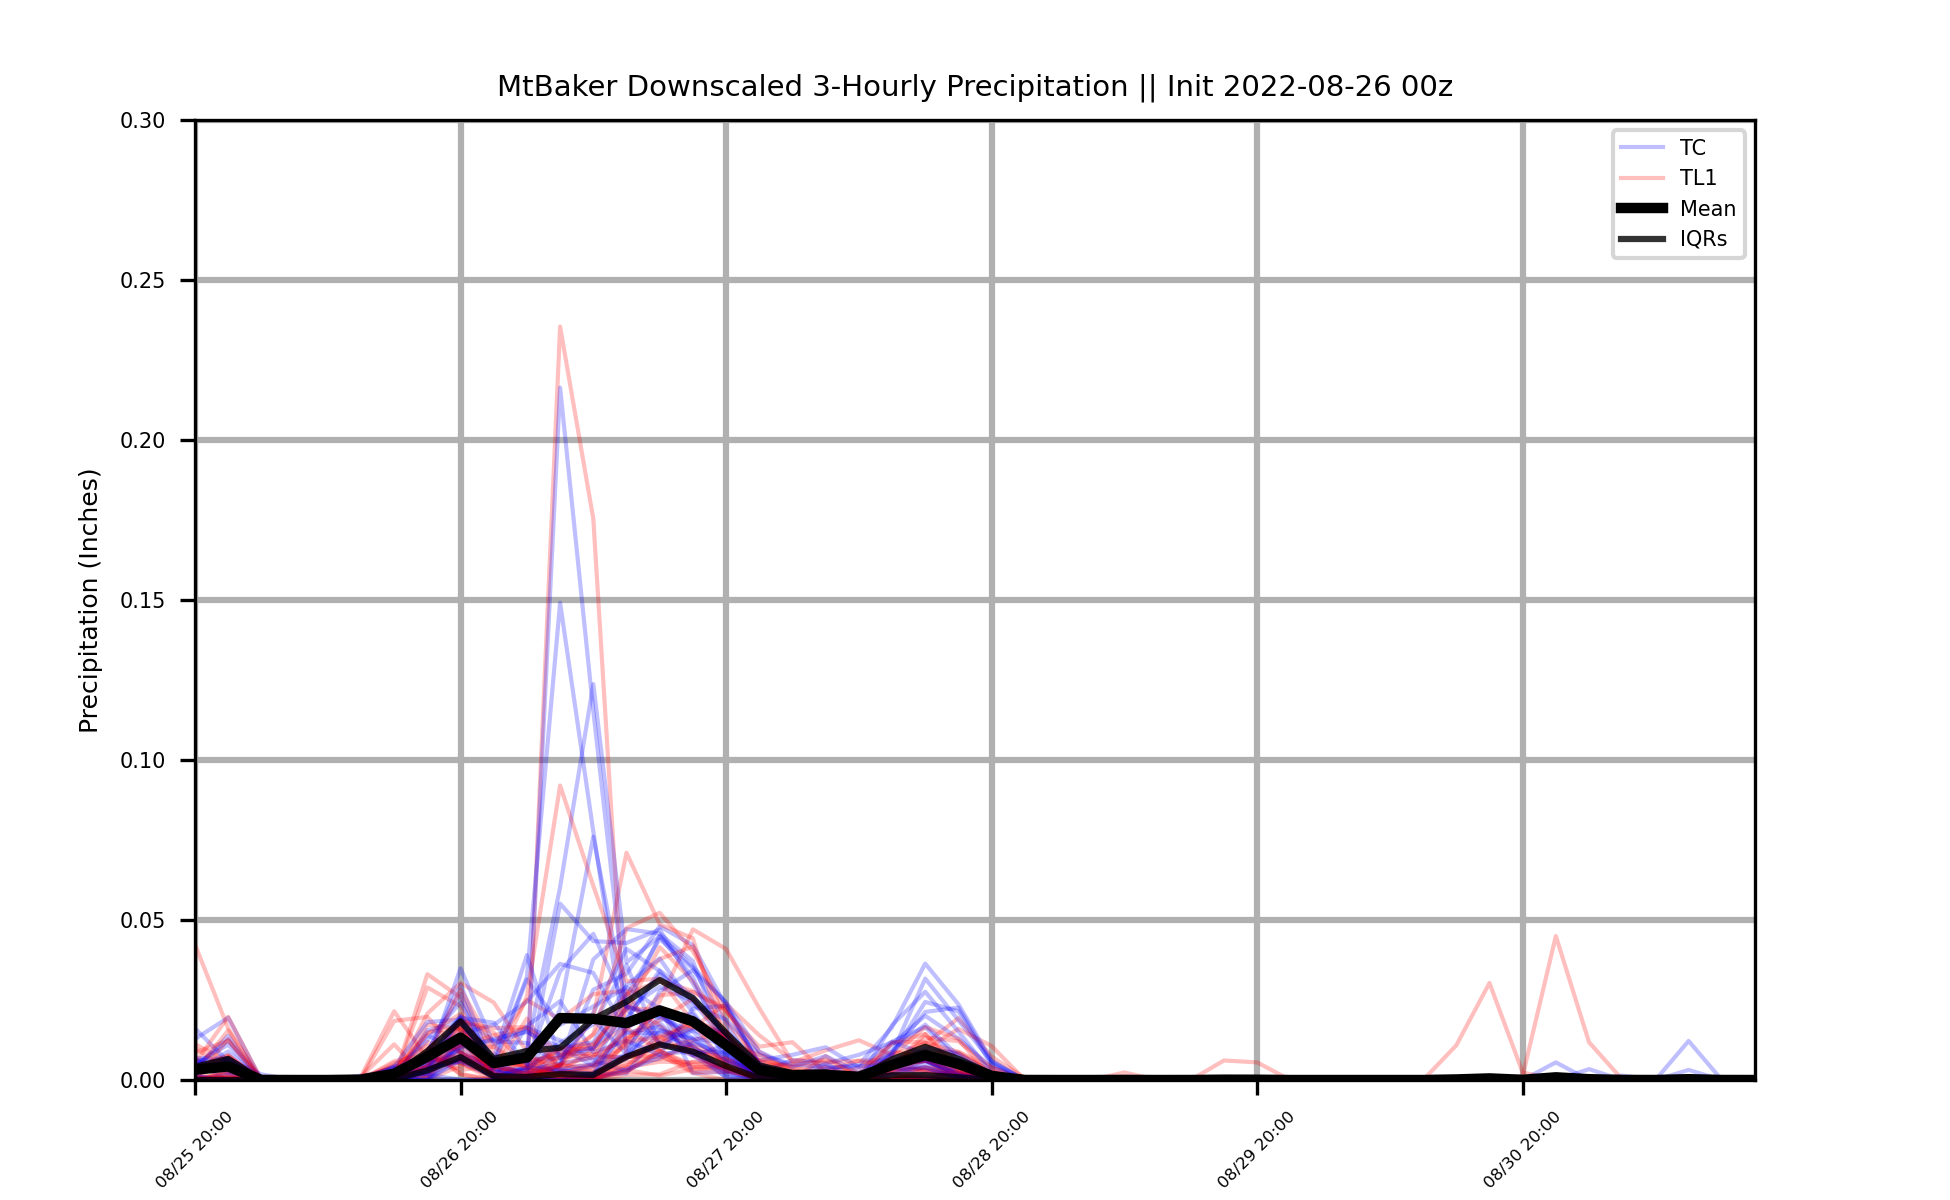 MtBaker Downscaled 3-Hourly Precipitation || Init 2022-08-26 00z
0.30
0.25
0.20
0.15
0.10
0.05
0.00
Precipitation (Inches)
TC
TL1
Mean
IQRs
08/25 20:00
08/26 20:00
08/27 20:00
08/28 20:00
08/29 20:00
08/30 20:00